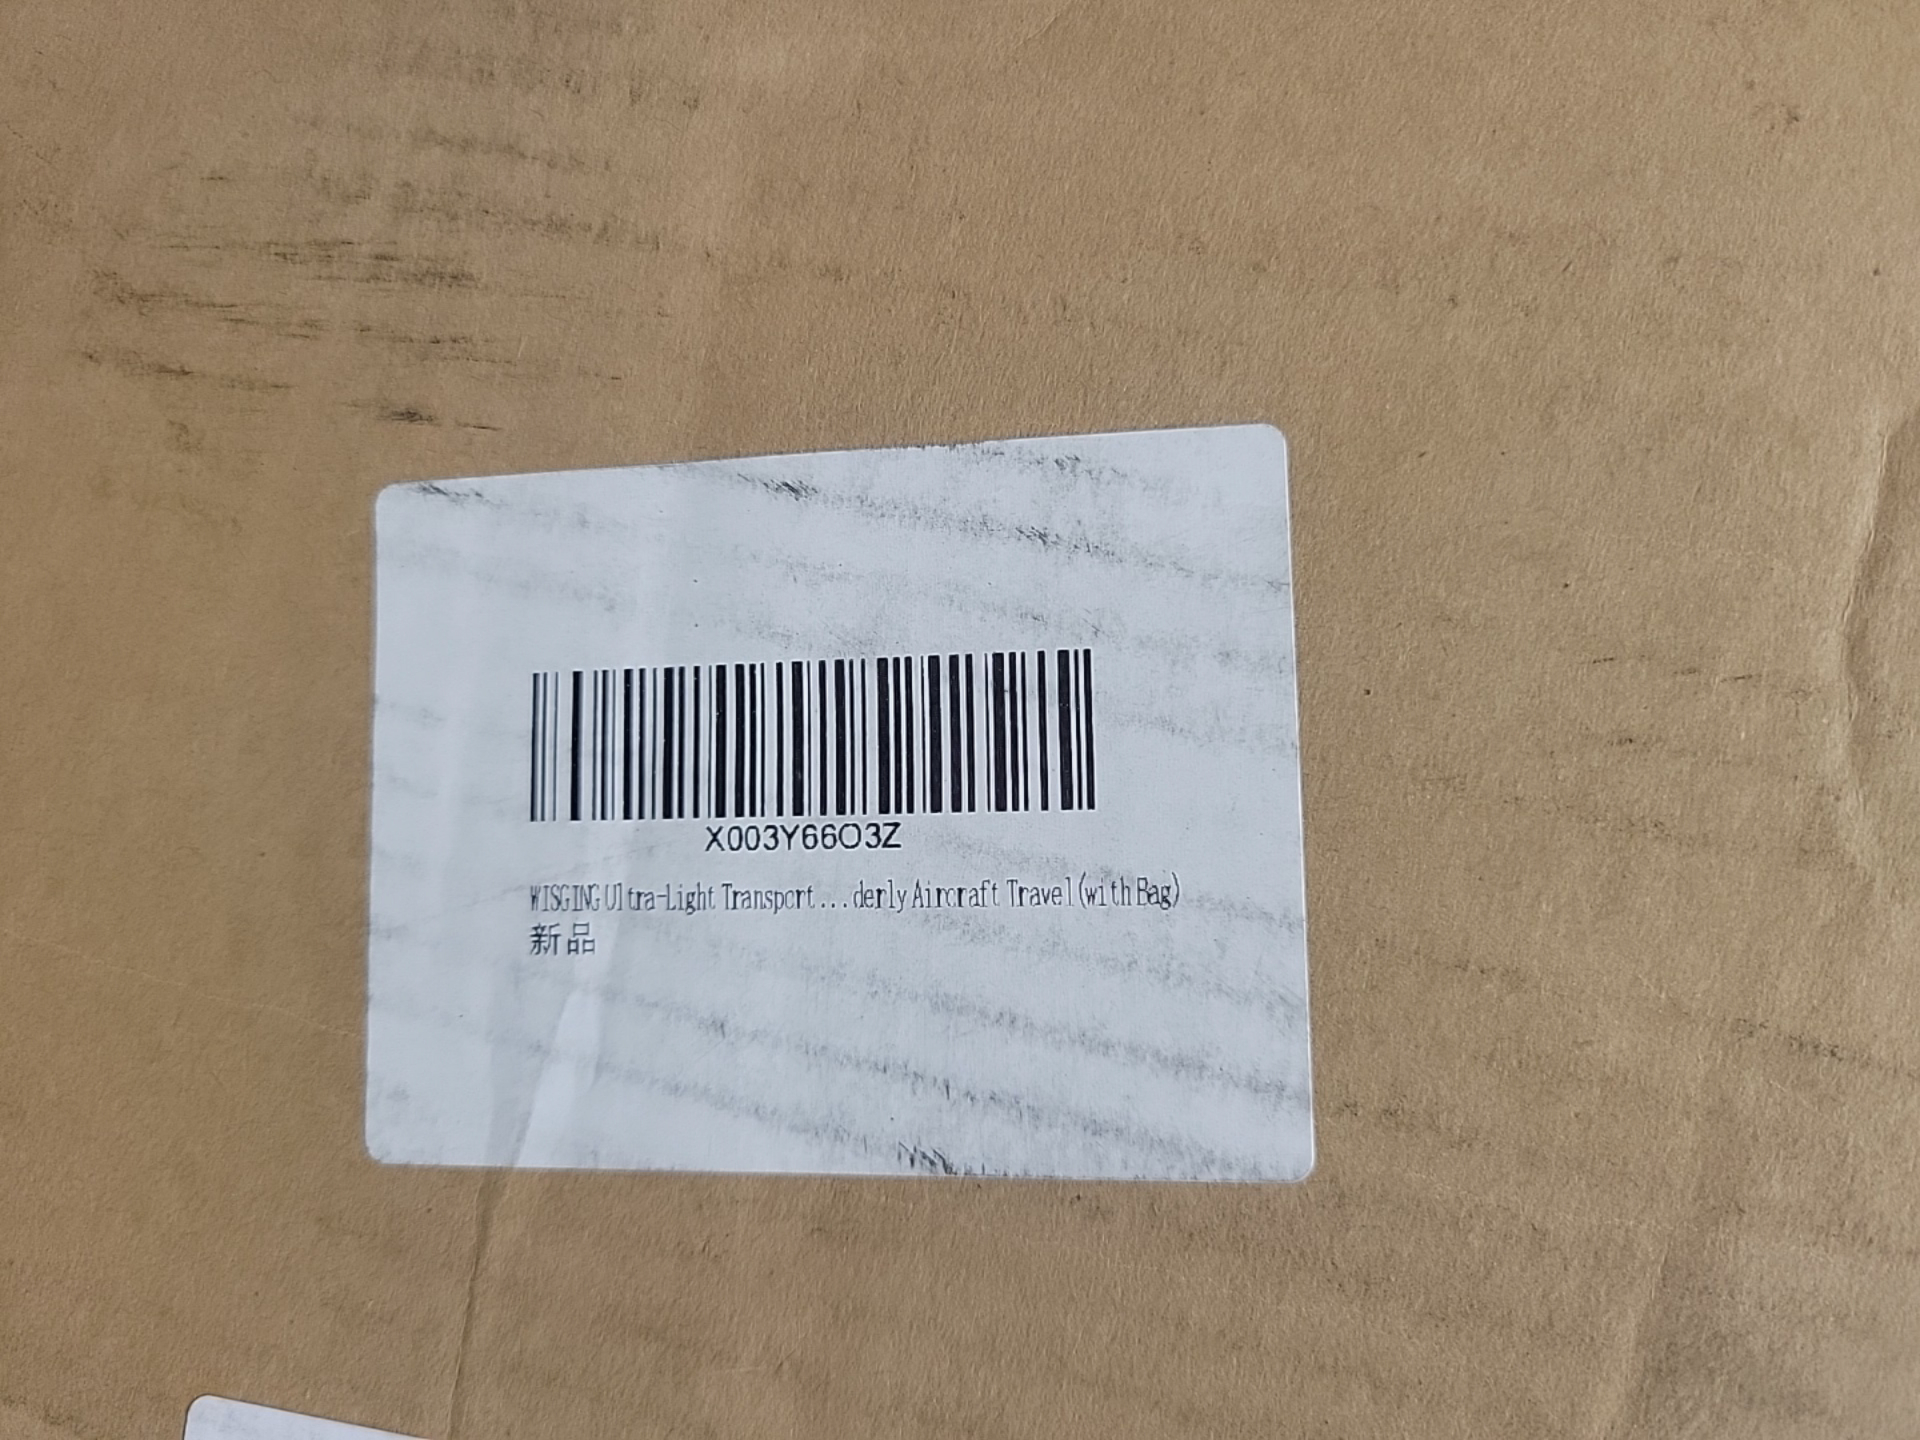 X003Y66O3Z
WISGING Ultra-Light Transport...derly Aircraft Travel(with Bag)
新品